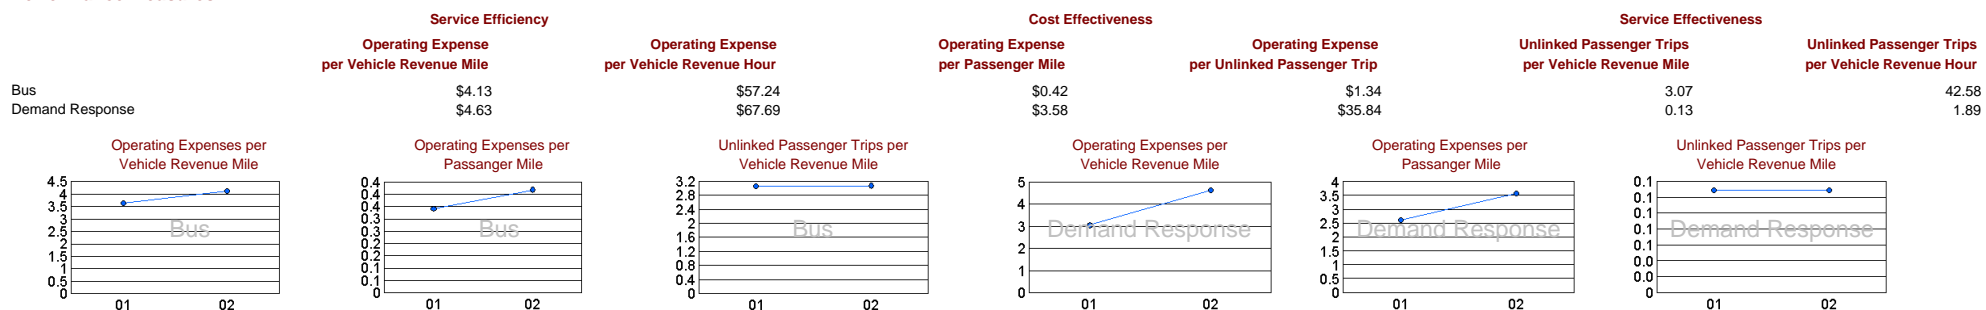 Service Efficiency Cost Effectiveness Service Effectiveness
Operating Expense Operating Expense Operating Expense Operating Expense Unlinked Passenger Trips Unlinked Passenger Trips
per Vehicle Revenue Mile per Vehicle Revenue Hour per Passenger Mile per Unlinked Passenger Trip per Vehicle Revenue Mile per Vehicle Revenue Hour
Bus $4.13 $57.24 $0.42 $1.34 3.07 42.58
Demand Response $4.63 $67.69 $3.58 $35.84 0.13 1.89
Operating Expenses per
Vehicle Revenue Mile
4.5
4
3.5
3
2.5
2
1.5
1
0.5
0
Bus
01 02
Operating Expenses per
Passanger Mile
0.4
0.4
0.4
0.3
0.3
0.2
0.2
0.1
0.1
0
Bus
01 02
Unlinked Passenger Trips per
Vehicle Revenue Mile
3.2
2.8
2.4
2
1.6
1.2
0.8
0.4
0
Bus
01 02
Operating Expenses per
Vehicle Revenue Mile
5
4
3
2
1
0
Demand Response
01 02
Operating Expenses per
Passanger Mile
4
3.5
3
2.5
2
1.5
1
0.5
0
Demand Response
01 02
Unlinked Passenger Trips per
Vehicle Revenue Mile
0.1
0.1
0.1
0.1
0.1
0.0
0.0
0
Demand Response
01 02